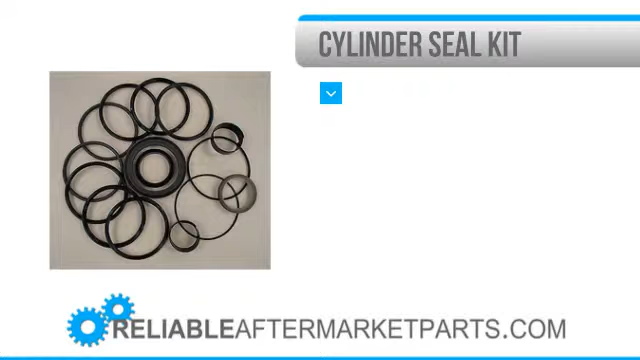 CYLINDER SEAL KIT
RELIABLEAFTERMARKETPARTS.COM